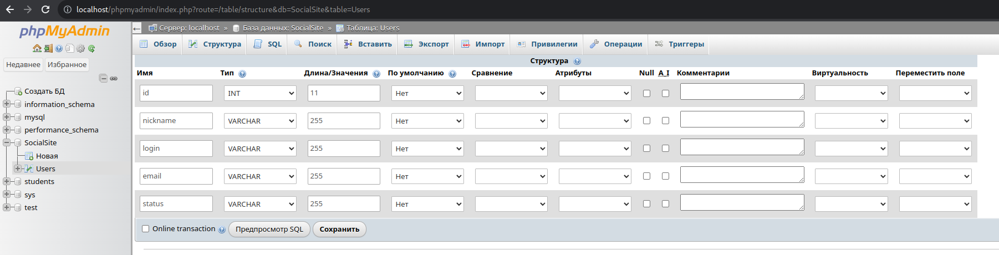 localhost/phpmyadmin/index.php?route=/table/structure&db=SocialSite&table=Users
phpMyAdmin
Недавнее Избранное
Создать БД
information_schema
mysql
performance_schema
SocialSite
Новая
Users
students
sys
test
Сервер: localhost » База данных: SocialSite » Таблица: Users
Обзор Структура SQL Поиск Вставить Экспорт Импорт Привилегии Операции Триггеры
Структура
Имя Тип Длина/Значения По умолчанию Сравнение Атрибуты Null A_I Комментарии Виртуальность Переместить поле
id INT 11 Нет
nickname VARCHAR 255 Нет
login VARCHAR 255 Нет
email VARCHAR 255 Нет
status VARCHAR 255 Нет
Online transaction Предпросмотр SQL Сохранить